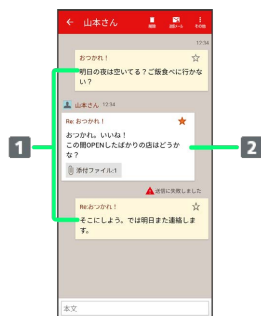 山本さん
削除
迷惑メール
その他
12:34
おつかれ！
明日の夜は空いてる？ご飯食べに行かな
い？
山本さん 12:34
Re: おつかれ！
おつかれ。いいね！
この間OPENしたばかりの店はどうか
な？
添付ファイル:1
送信に失敗しました
Re:おつかれ！
そこにしよう。では明日また連絡しま
す。
本文
1
2